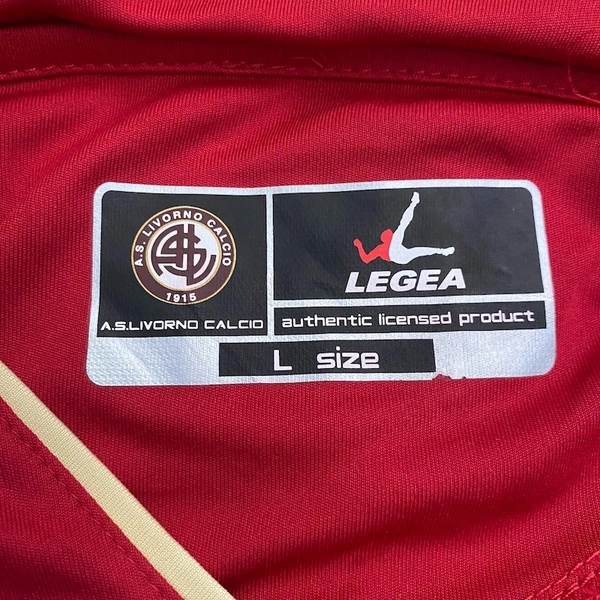 A.S. LIVORNO CALCIO
1915
A.S.LIVORNO CALCIO
LEGEA
authentic licensed product
L size